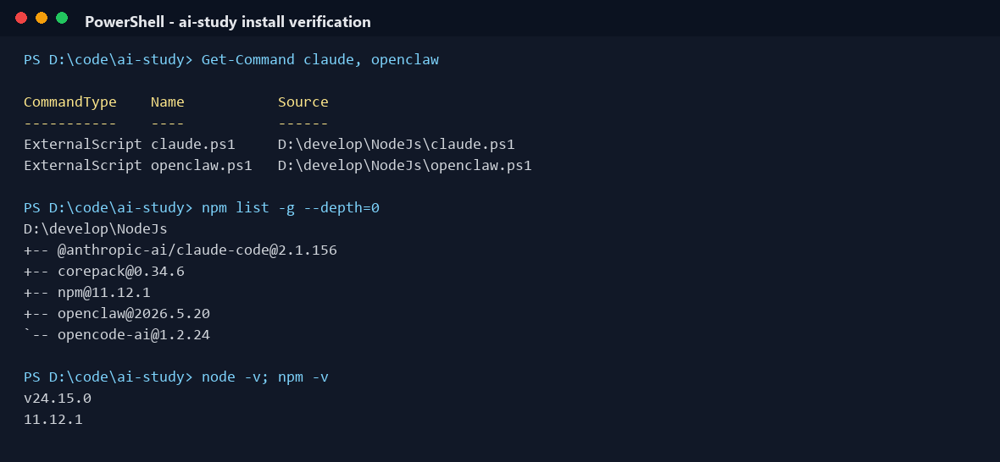 PowerShell - ai-study install verification
PS D:\code\ai-study> Get-Command claude, openclaw
CommandType    Name           Source
-----------    ----           ------
ExternalScript claude.ps1     D:\develop\NodeJs\claude.ps1
ExternalScript openclaw.ps1   D:\develop\NodeJs\openclaw.ps1
PS D:\code\ai-study> npm list -g --depth=0
D:\develop\NodeJs
+-- @anthropic-ai/claude-code@2.1.156
+-- corepack@0.34.6
+-- npm@11.12.1
+-- openclaw@2026.5.20
`-- opencode-ai@1.2.24
PS D:\code\ai-study> node -v; npm -v
v24.15.0
11.12.1